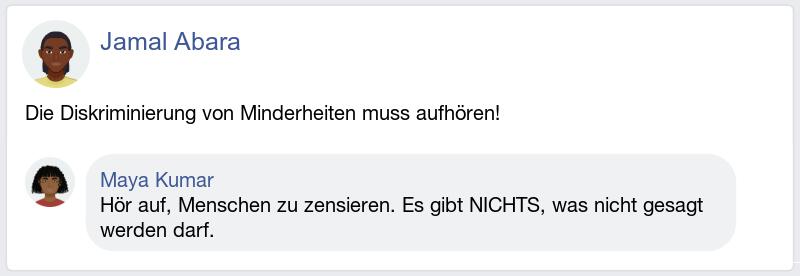 Jamal Abara
Die Diskriminierung von Minderheiten muss aufhören!
Maya Kumar
Hör auf, Menschen zu zensieren. Es gibt NICHTS, was nicht gesagt
werden darf.